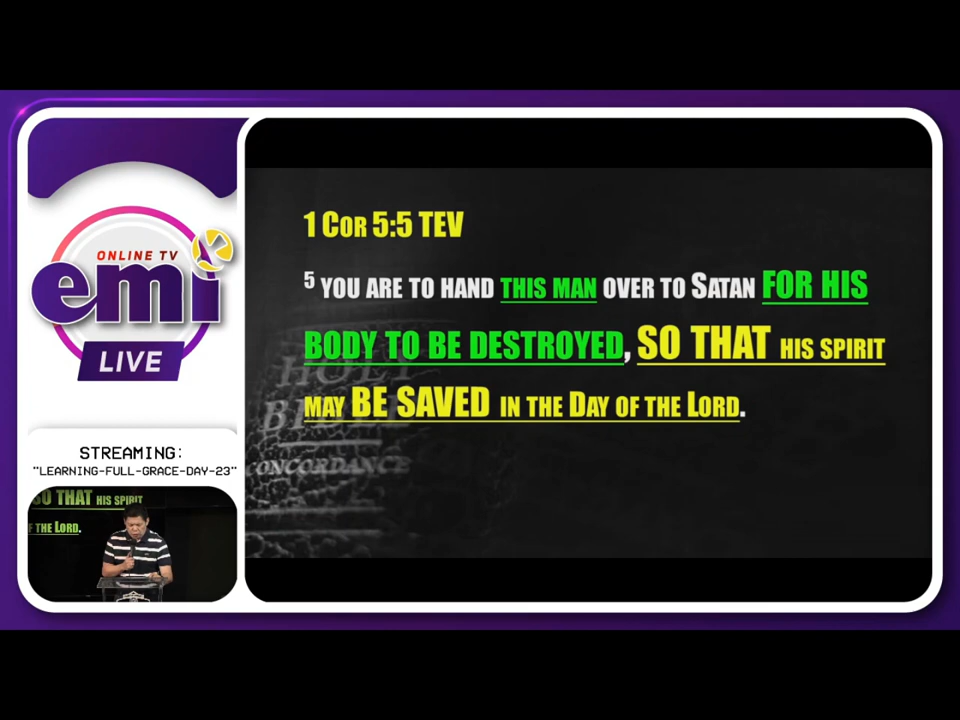 ONLINE TV
emi
LIVE
STREAMING:
"LEARNING-FULL-GRACE-DAY-23"
SO THAT HIS SPIRIT
F THE LORD.
1 COR 5:5 TEV
5 YOU ARE TO HAND THIS MAN OVER TO SATAN FOR HIS
BODY TO BE DESTROYED, SO THAT HIS SPIRIT
MAY BE SAVED IN THE DAY OF THE LORD.
HOLY
BIBLE
CONCORDANCE